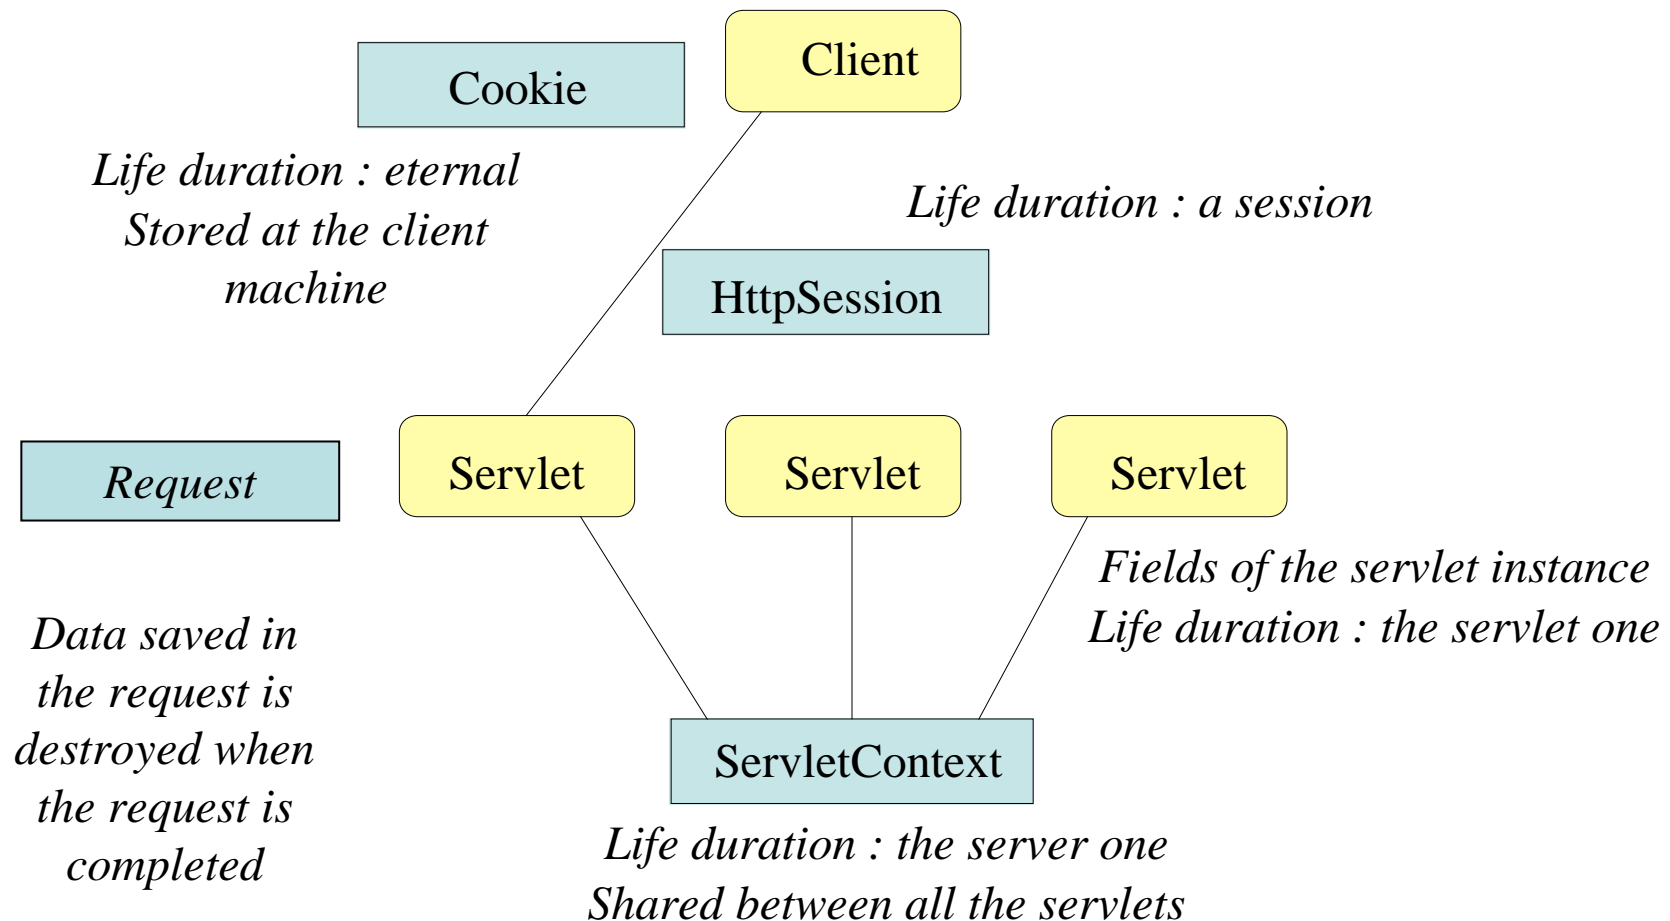 Client
Cookie
Life duration : eternal
Stored at the client
machine
Life duration : a session
HttpSession
Request
Servlet
Servlet
Servlet
Fields of the servlet instance
Life duration : the servlet one
Data saved in
the request is
destroyed when
the request is
completed
ServletContext
Life duration : the server one
Shared between all the servlets